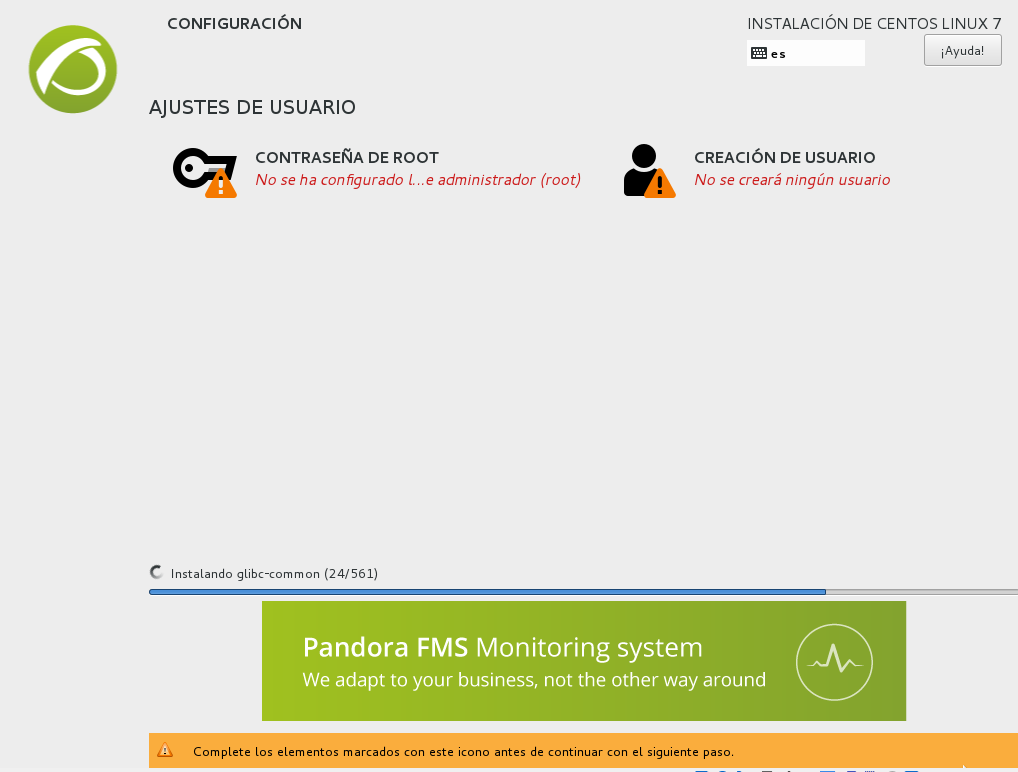 CONFIGURACIÓN
INSTALACIÓN DE CENTOS LINUX 7
es
¡Ayuda!
AJUSTES DE USUARIO
CONTRASEÑA DE ROOT
No se ha configurado l...e administrador (root)
CREACIÓN DE USUARIO
No se creará ningún usuario
Instalando glibc-common (24/561)
Pandora FMS Monitoring system
We adapt to your business, not the other way around
Complete los elementos marcados con este icono antes de continuar con el siguiente paso.